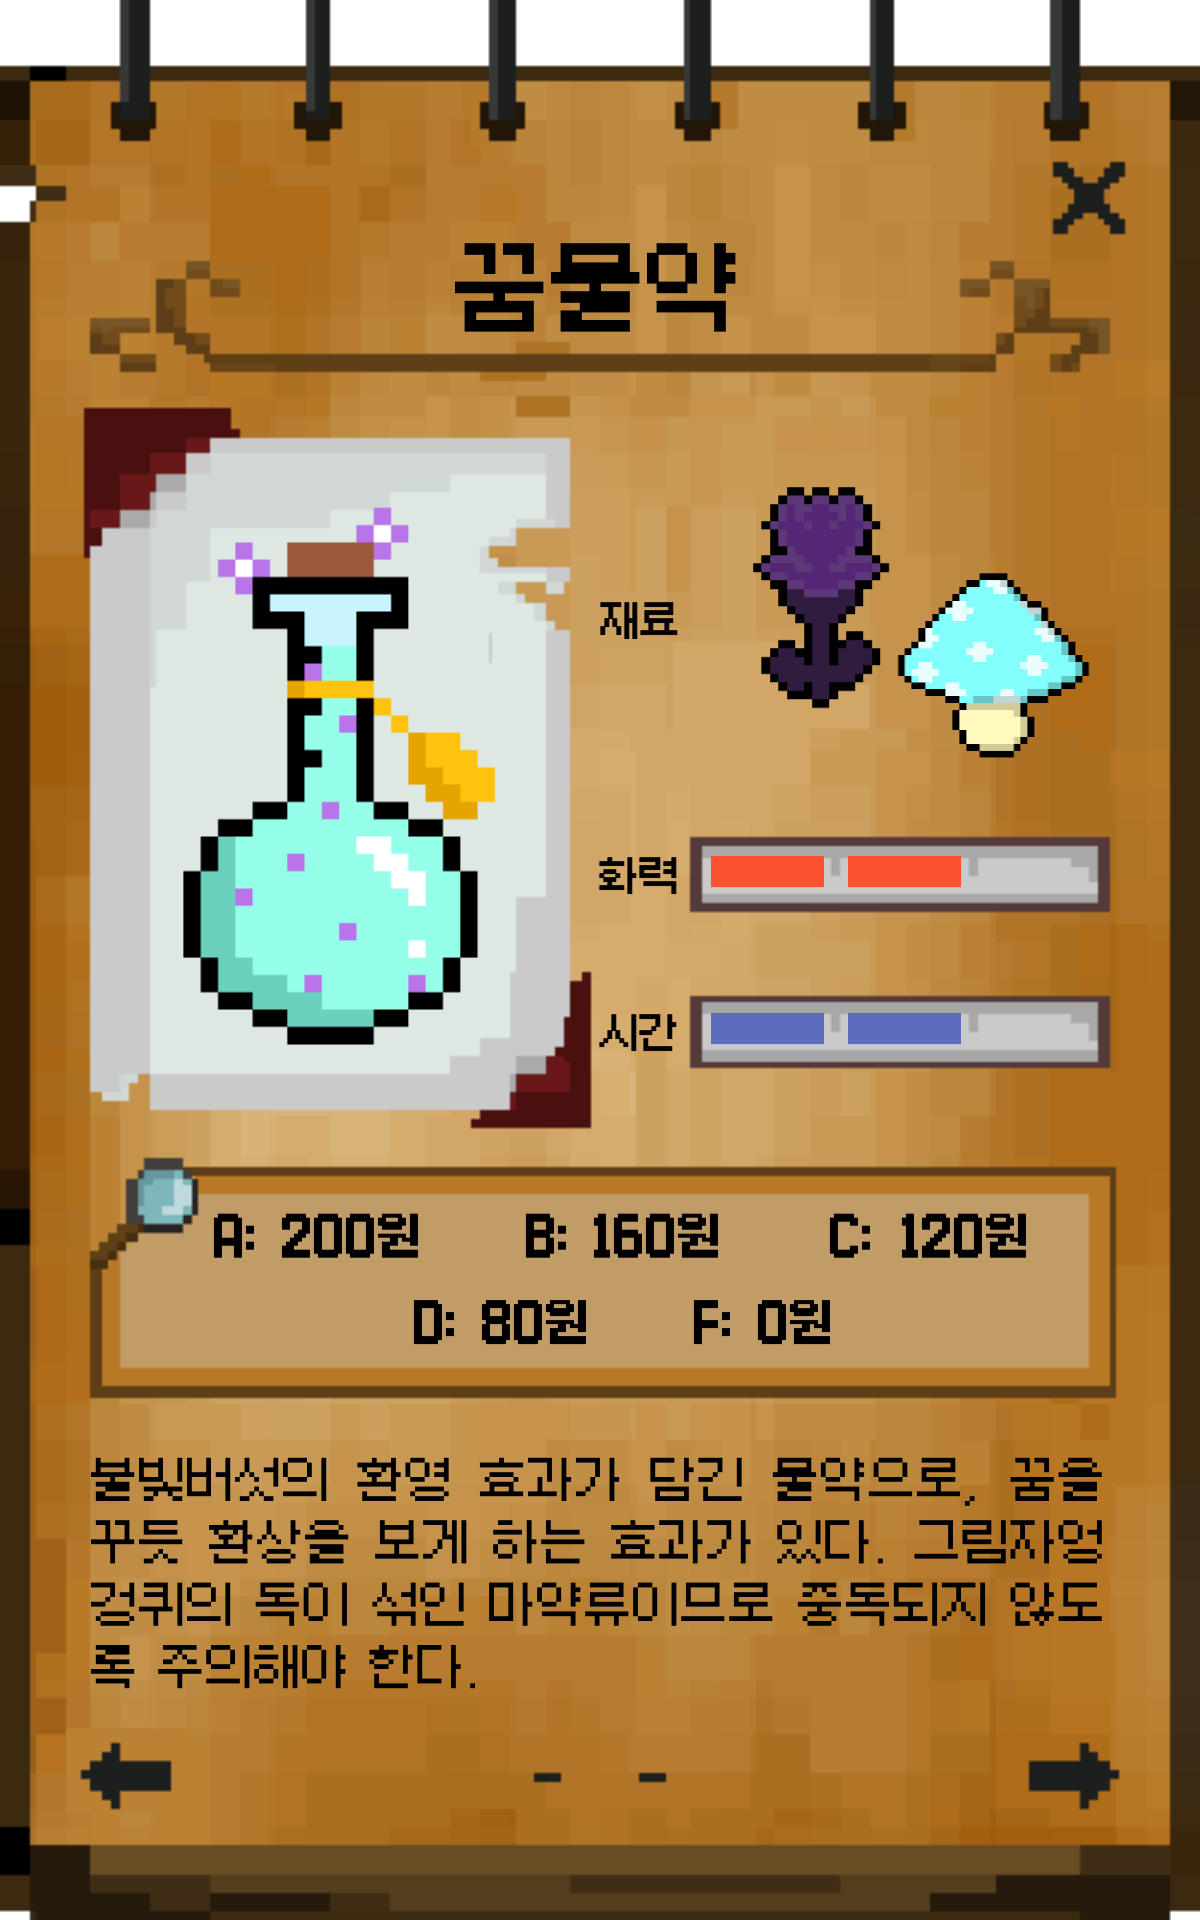 꿈물약
재료
화력
시간
A: 200원 B: 160원 C: 120원
D: 80원 F: 0원
불빛버섯의 환영 효과가 담긴 물약으로, 꿈을
꾸듯 환상을 보게 하는 효과가 있다. 그림자엉
겅퀴의 독이 섞인 마약류이므로 중독되지 않도
록 주의해야 한다.
- -